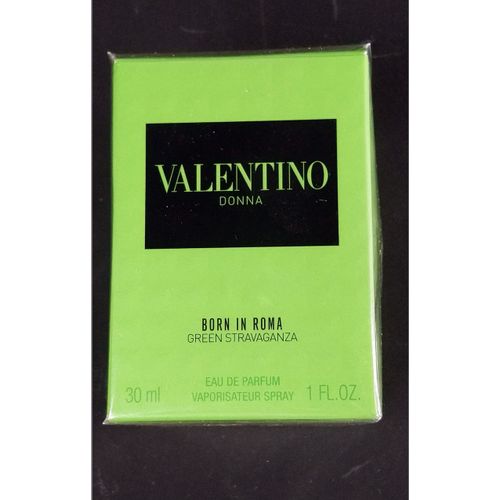 VALENTINO
DONNA
BORN IN ROMA
GREEN STRAVAGANZA
EAU DE PARFUM
30 ml VAPORISATEUR SPRAY 1 FL.OZ.